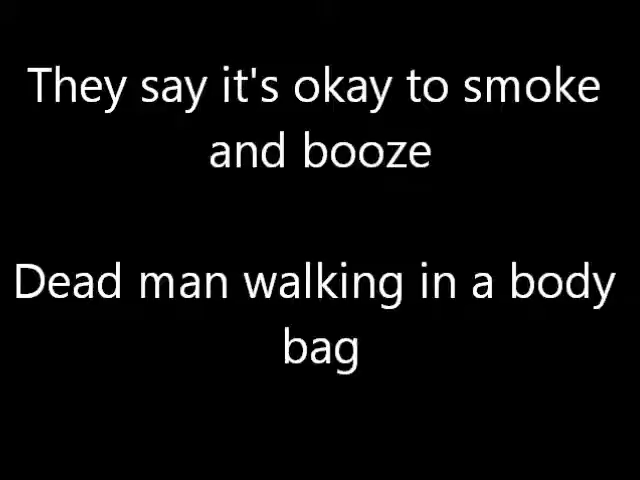 They say it's okay to smoke
and booze
Dead man walking in a body
bag